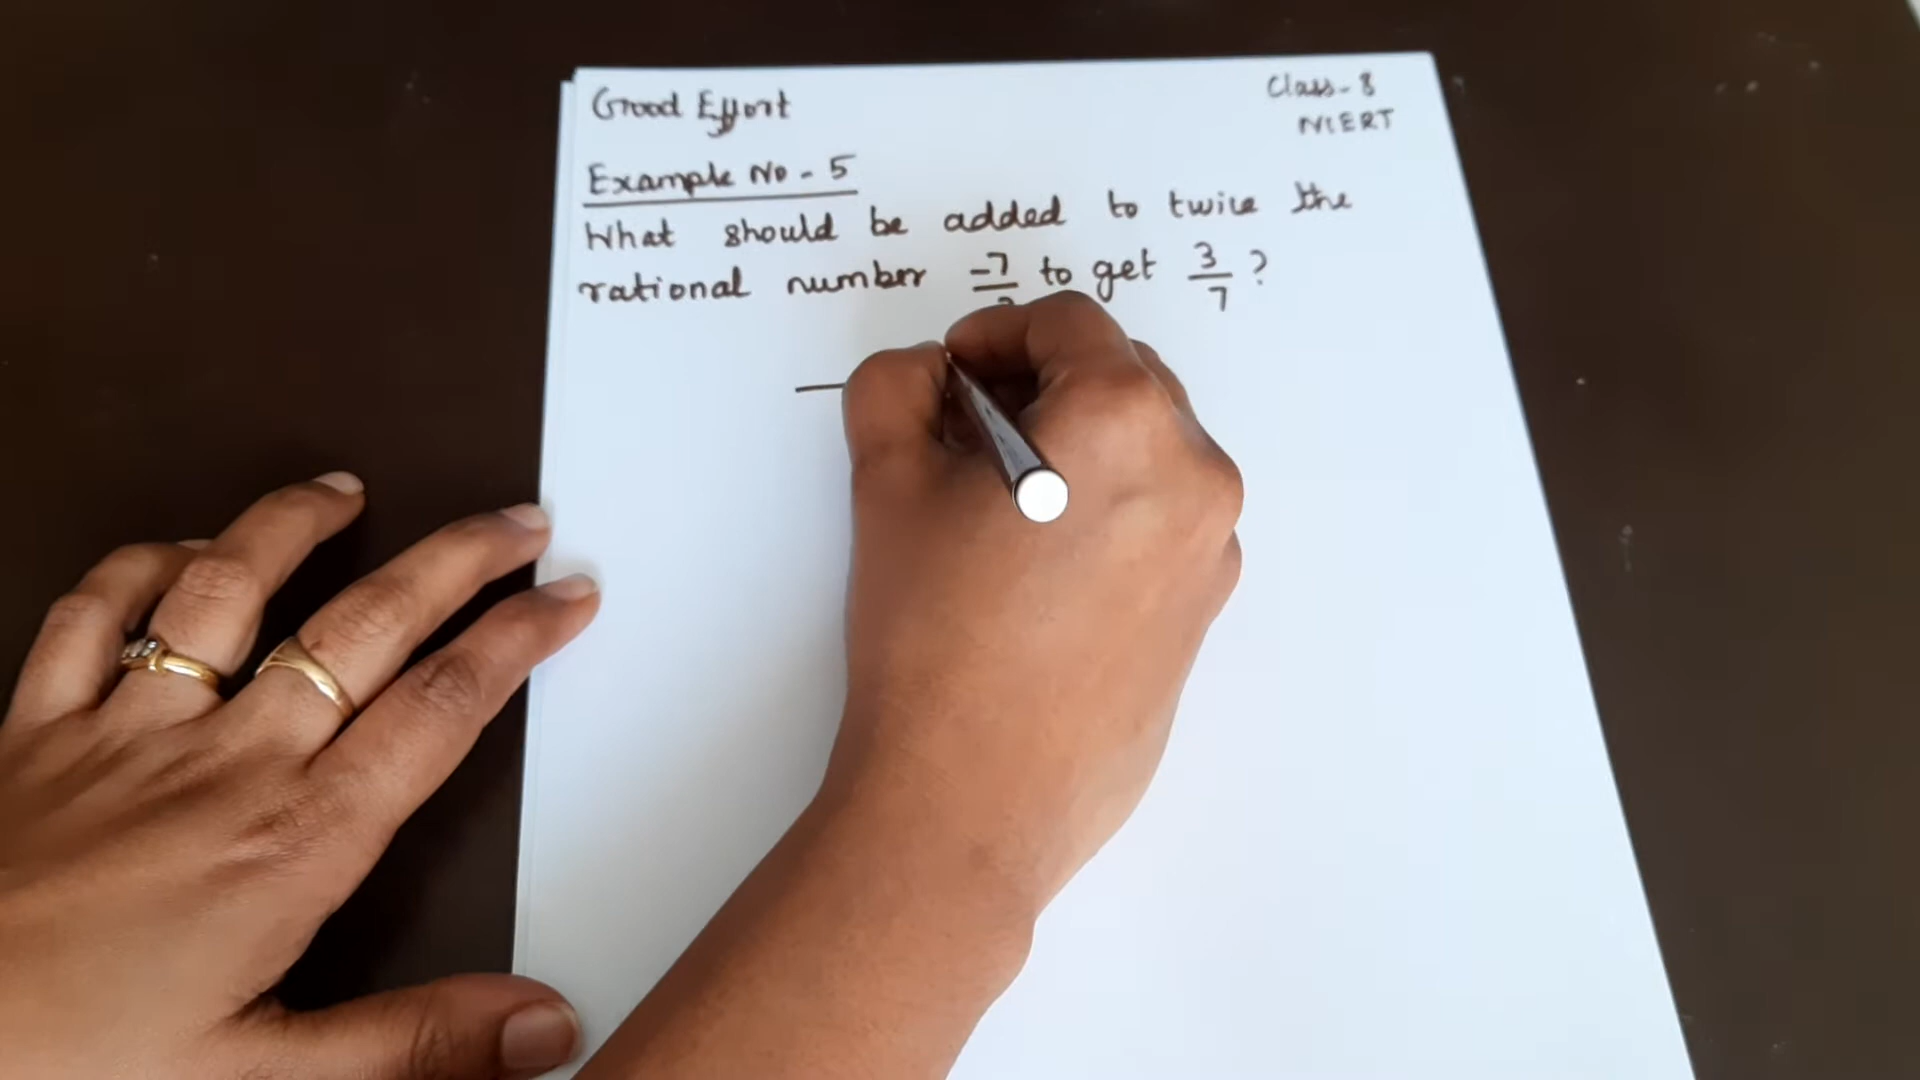 Good Effort
Class-8
NCERT
Example No - 5
What should be added to twice the
rational number -7/ to get 3/7 ?